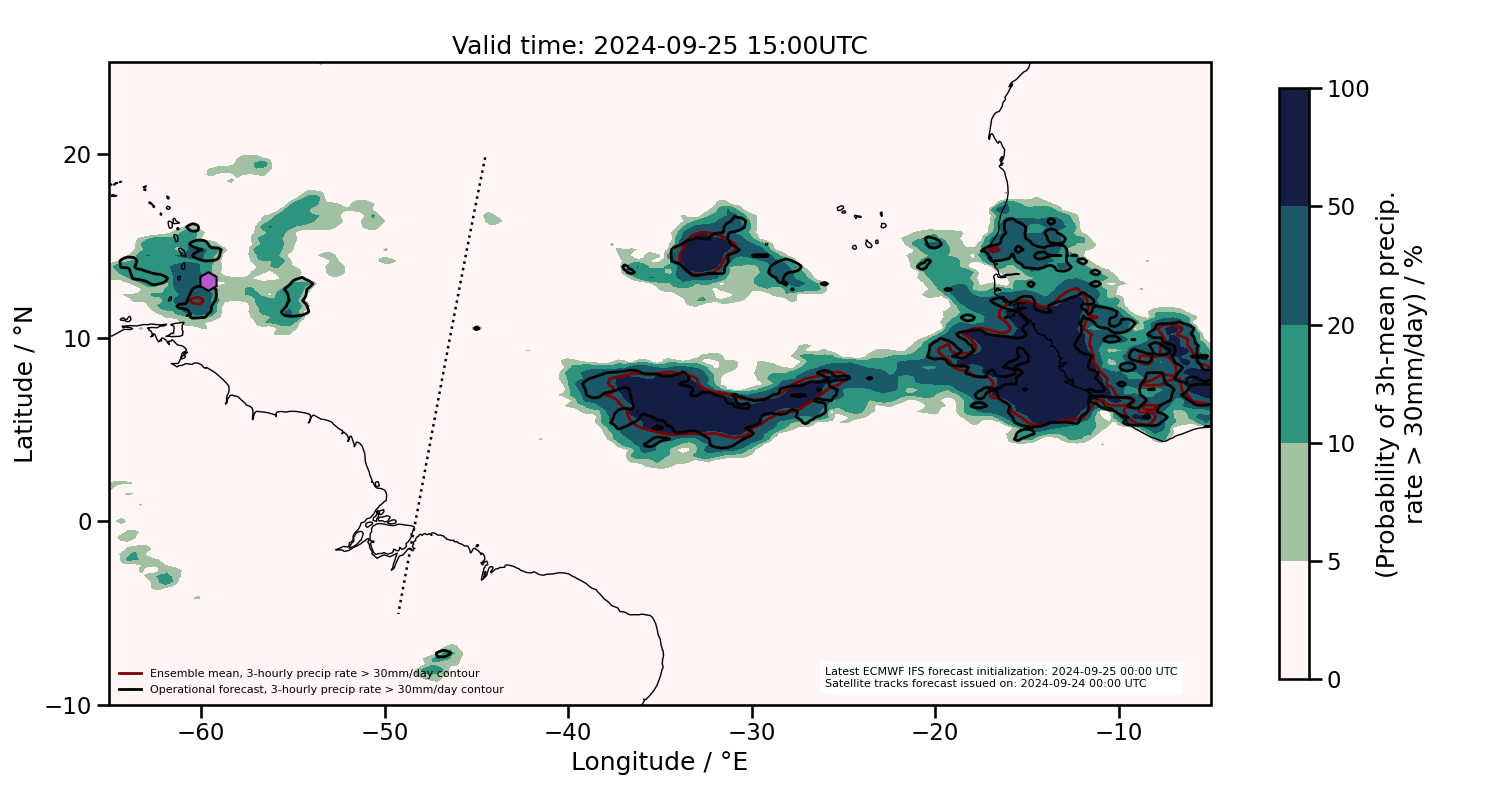 Valid time: 2024-09-25 15:00UTC
20
10
0
−10
Latitude / °N
−60
−50
−40
−30
−20
−10
Longitude / °E
Ensemble mean, 3-hourly precip rate > 30mm/day contour
Operational forecast, 3-hourly precip rate > 30mm/day contour
Latest ECMWF IFS forecast initialization: 2024-09-25 00:00 UTC
Satellite tracks forecast issued on: 2024-09-24 00:00 UTC
100
50
20
10
5
0
(Probability of 3h-mean precip.
rate > 30mm/day) / %